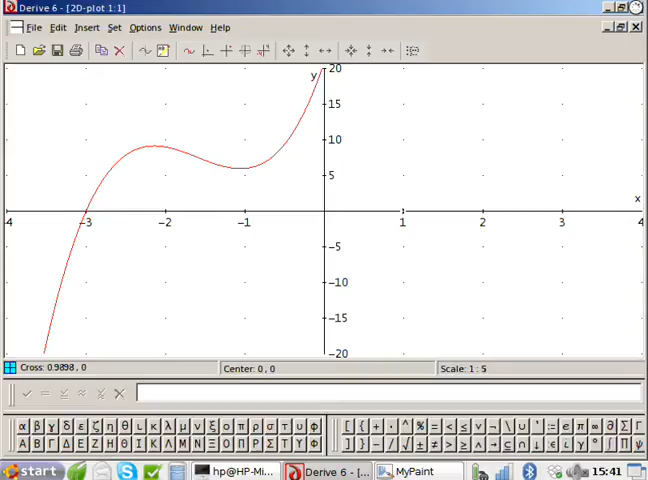 Derive 6 - [2D-plot 1:1]
File Edit Insert Set Options Window Help
y
20
15
10
5
x
-4 -3 -2 -1 1 2 3 4
-5
-10
-15
-20
Cross: 0.9898, 0 Center: 0, 0 Scale: 1 : 5
α β γ δ ε ζ η θ ι κ λ μ ν ξ ο π ρ σ τ υ φ
Α Β Γ Δ Ε Ζ Η Θ Ι Κ Λ Μ Ν Ξ Ο Π Ρ Σ Τ Υ Φ
[ { + · ^ % = < ≤ ¬ \ ∪ ' := e π ∞ ∂ Σ Γ
] } - / √ ± ≠ > ≥ ∧ → ⊆ ∩ ↓ ∈ i γ ° ∫ Π ψ
start hp@HP-Mi... Derive 6 - [... MyPaint 15:41